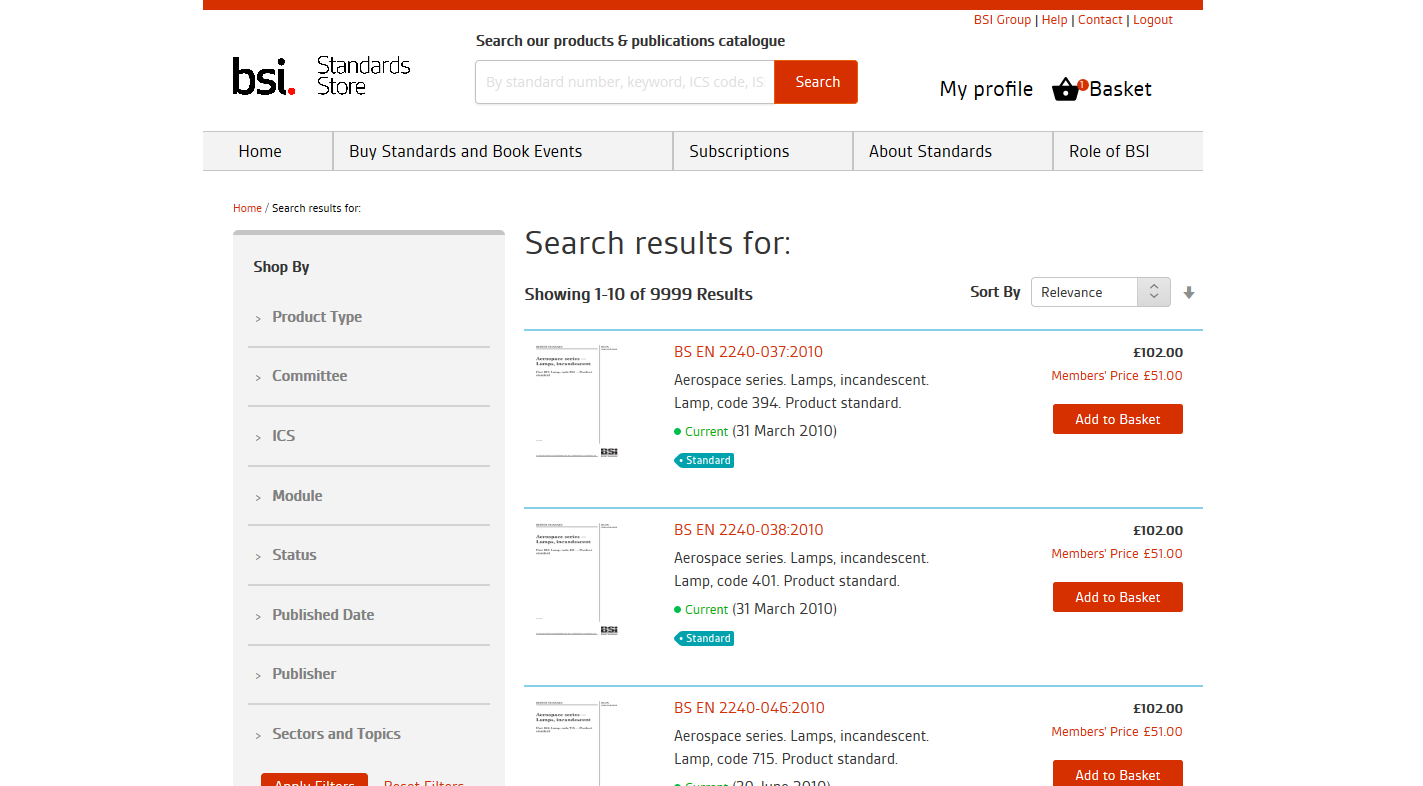 BSI Group | Help | Contact | Logout
bsi. Standards Store
Search our products & publications catalogue
By standard number, keyword, ICS code, IS
Search
My profile
1
Basket
Home
Buy Standards and Book Events
Subscriptions
About Standards
Role of BSI
Home / Search results for:
Shop By
> Product Type
> Committee
> ICS
> Module
> Status
> Published Date
> Publisher
> Sectors and Topics
Apply Filters
Reset Filters
Search results for:
Showing 1-10 of 9999 Results
Sort By
Relevance
Aerospace series —
Lamps, incandescent
BSi
BS EN 2240-037:2010
Aerospace series. Lamps, incandescent.
Lamp, code 394. Product standard.
Current (31 March 2010)
Standard
£102.00
Members' Price £51.00
Add to Basket
Aerospace series —
Lamps, incandescent
BSi
BS EN 2240-038:2010
Aerospace series. Lamps, incandescent.
Lamp, code 401. Product standard.
Current (31 March 2010)
Standard
£102.00
Members' Price £51.00
Add to Basket
Aerospace series —
Lamps, incandescent
BS EN 2240-046:2010
Aerospace series. Lamps, incandescent.
Lamp, code 715. Product standard.
Current (30 June 2010)
£102.00
Members' Price £51.00
Add to Basket